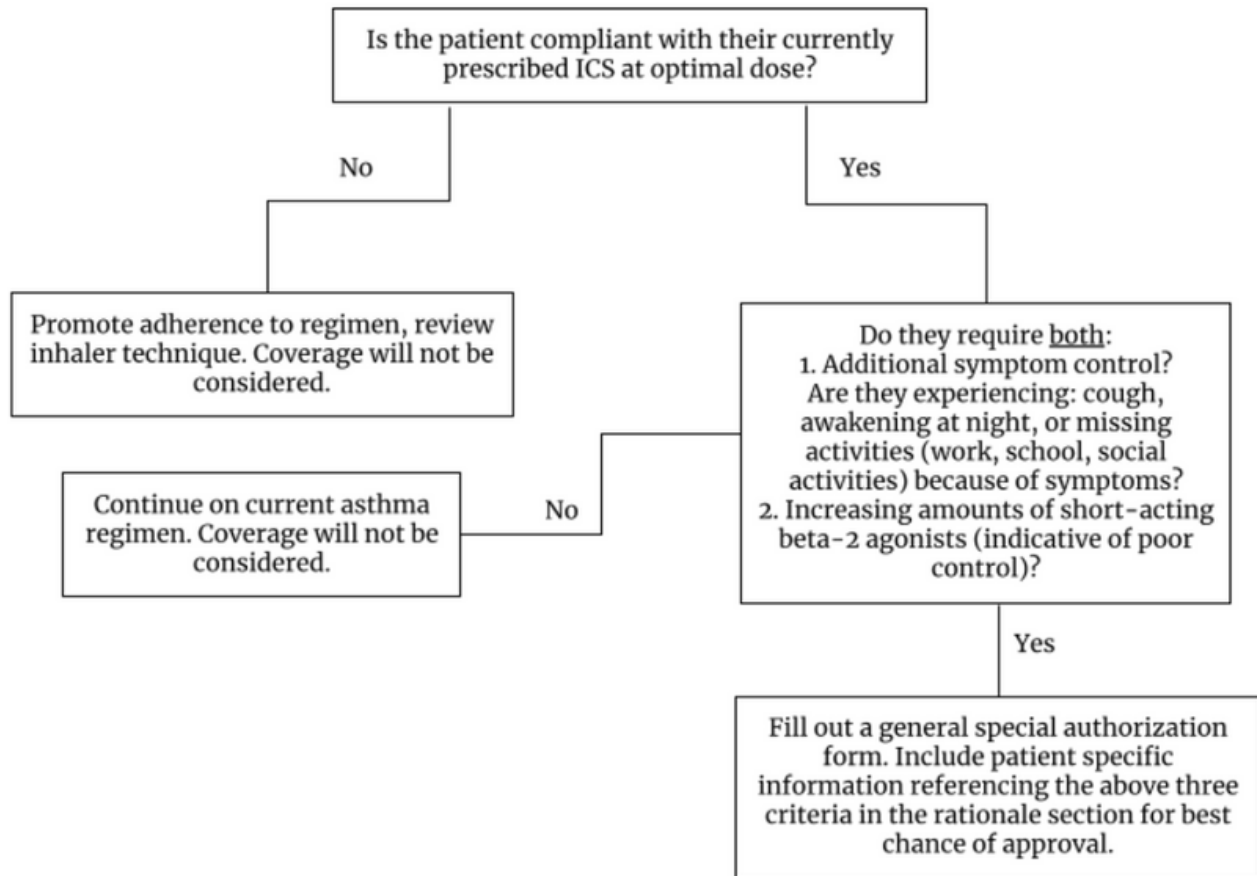 Is the patient compliant with their currently
prescribed ICS at optimal dose?
No
Yes
Promote adherence to regimen, review
inhaler technique. Coverage will not be
considered.
Do they require both:
1. Additional symptom control?
Are they experiencing: cough,
awakening at night, or missing
activities (work, school, social
activities) because of symptoms?
2. Increasing amounts of short-acting
beta-2 agonists (indicative of poor
control)?
No
Continue on current asthma
regimen. Coverage will not be
considered.
Yes
Fill out a general special authorization
form. Include patient specific
information referencing the above three
criteria in the rationale section for best
chance of approval.